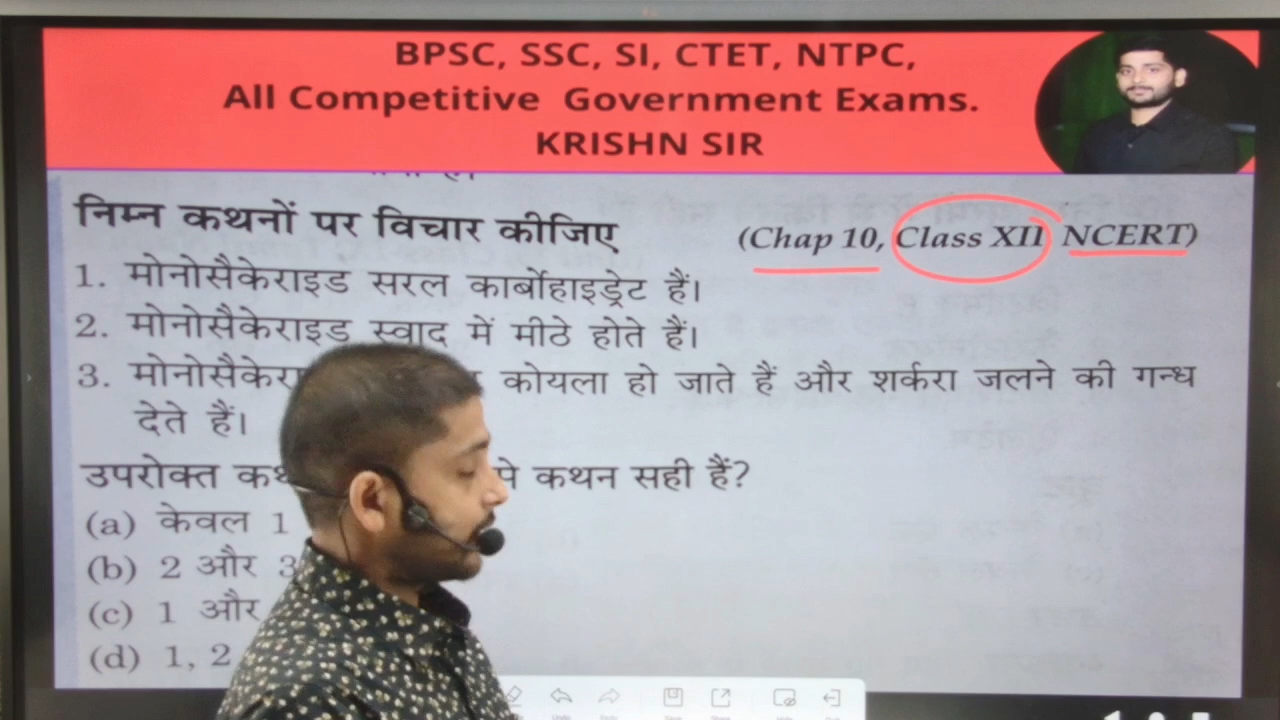 BPSC, SSC, SI, CTET, NTPC,
All Competitive Government Exams.
KRISHN SIR
निम्न कथनों पर विचार कीजिए (Chap 10, Class XII NCERT)
1. मोनोसैकेराइड सरल कार्बोहाइड्रेट हैं।
2. मोनोसैकेराइड स्वाद में मीठे होते हैं।
3. कोयला हो जाते हैं और शर्करा जलने की गन्ध
देते हैं।
उपरोक्त कथन सही हैं?
(a) केवल 1
(b) 2 और 3
(c) 1 और
(d) 1, 2